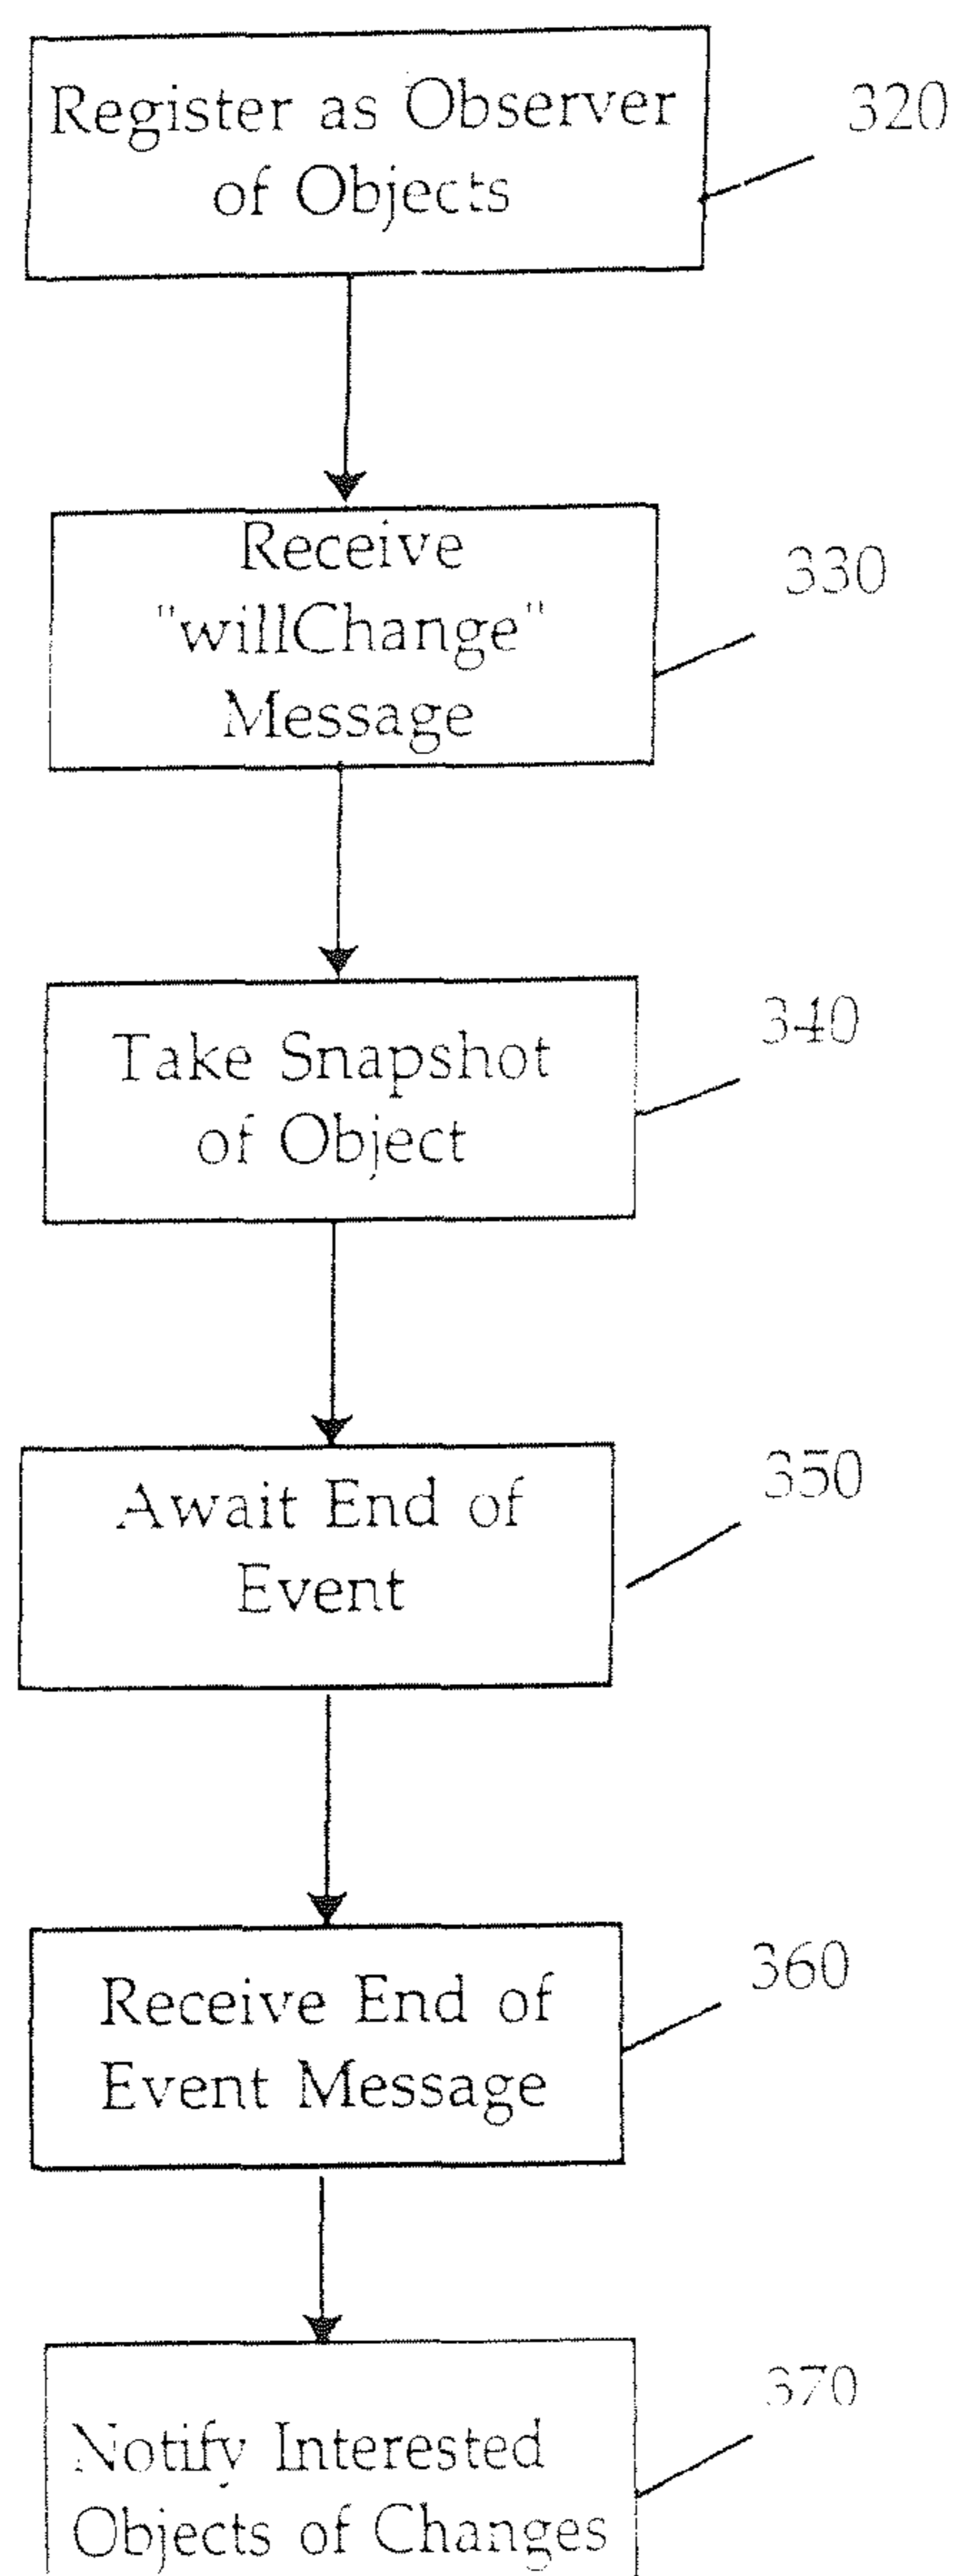 Register as Observer
of Objects
320
Receive
"willChange"
Message
330
Take Snapshot
of Object
340
Await End of
Event
350
Receive End of
Event Message
360
Notify Interested
Objects of Changes
370